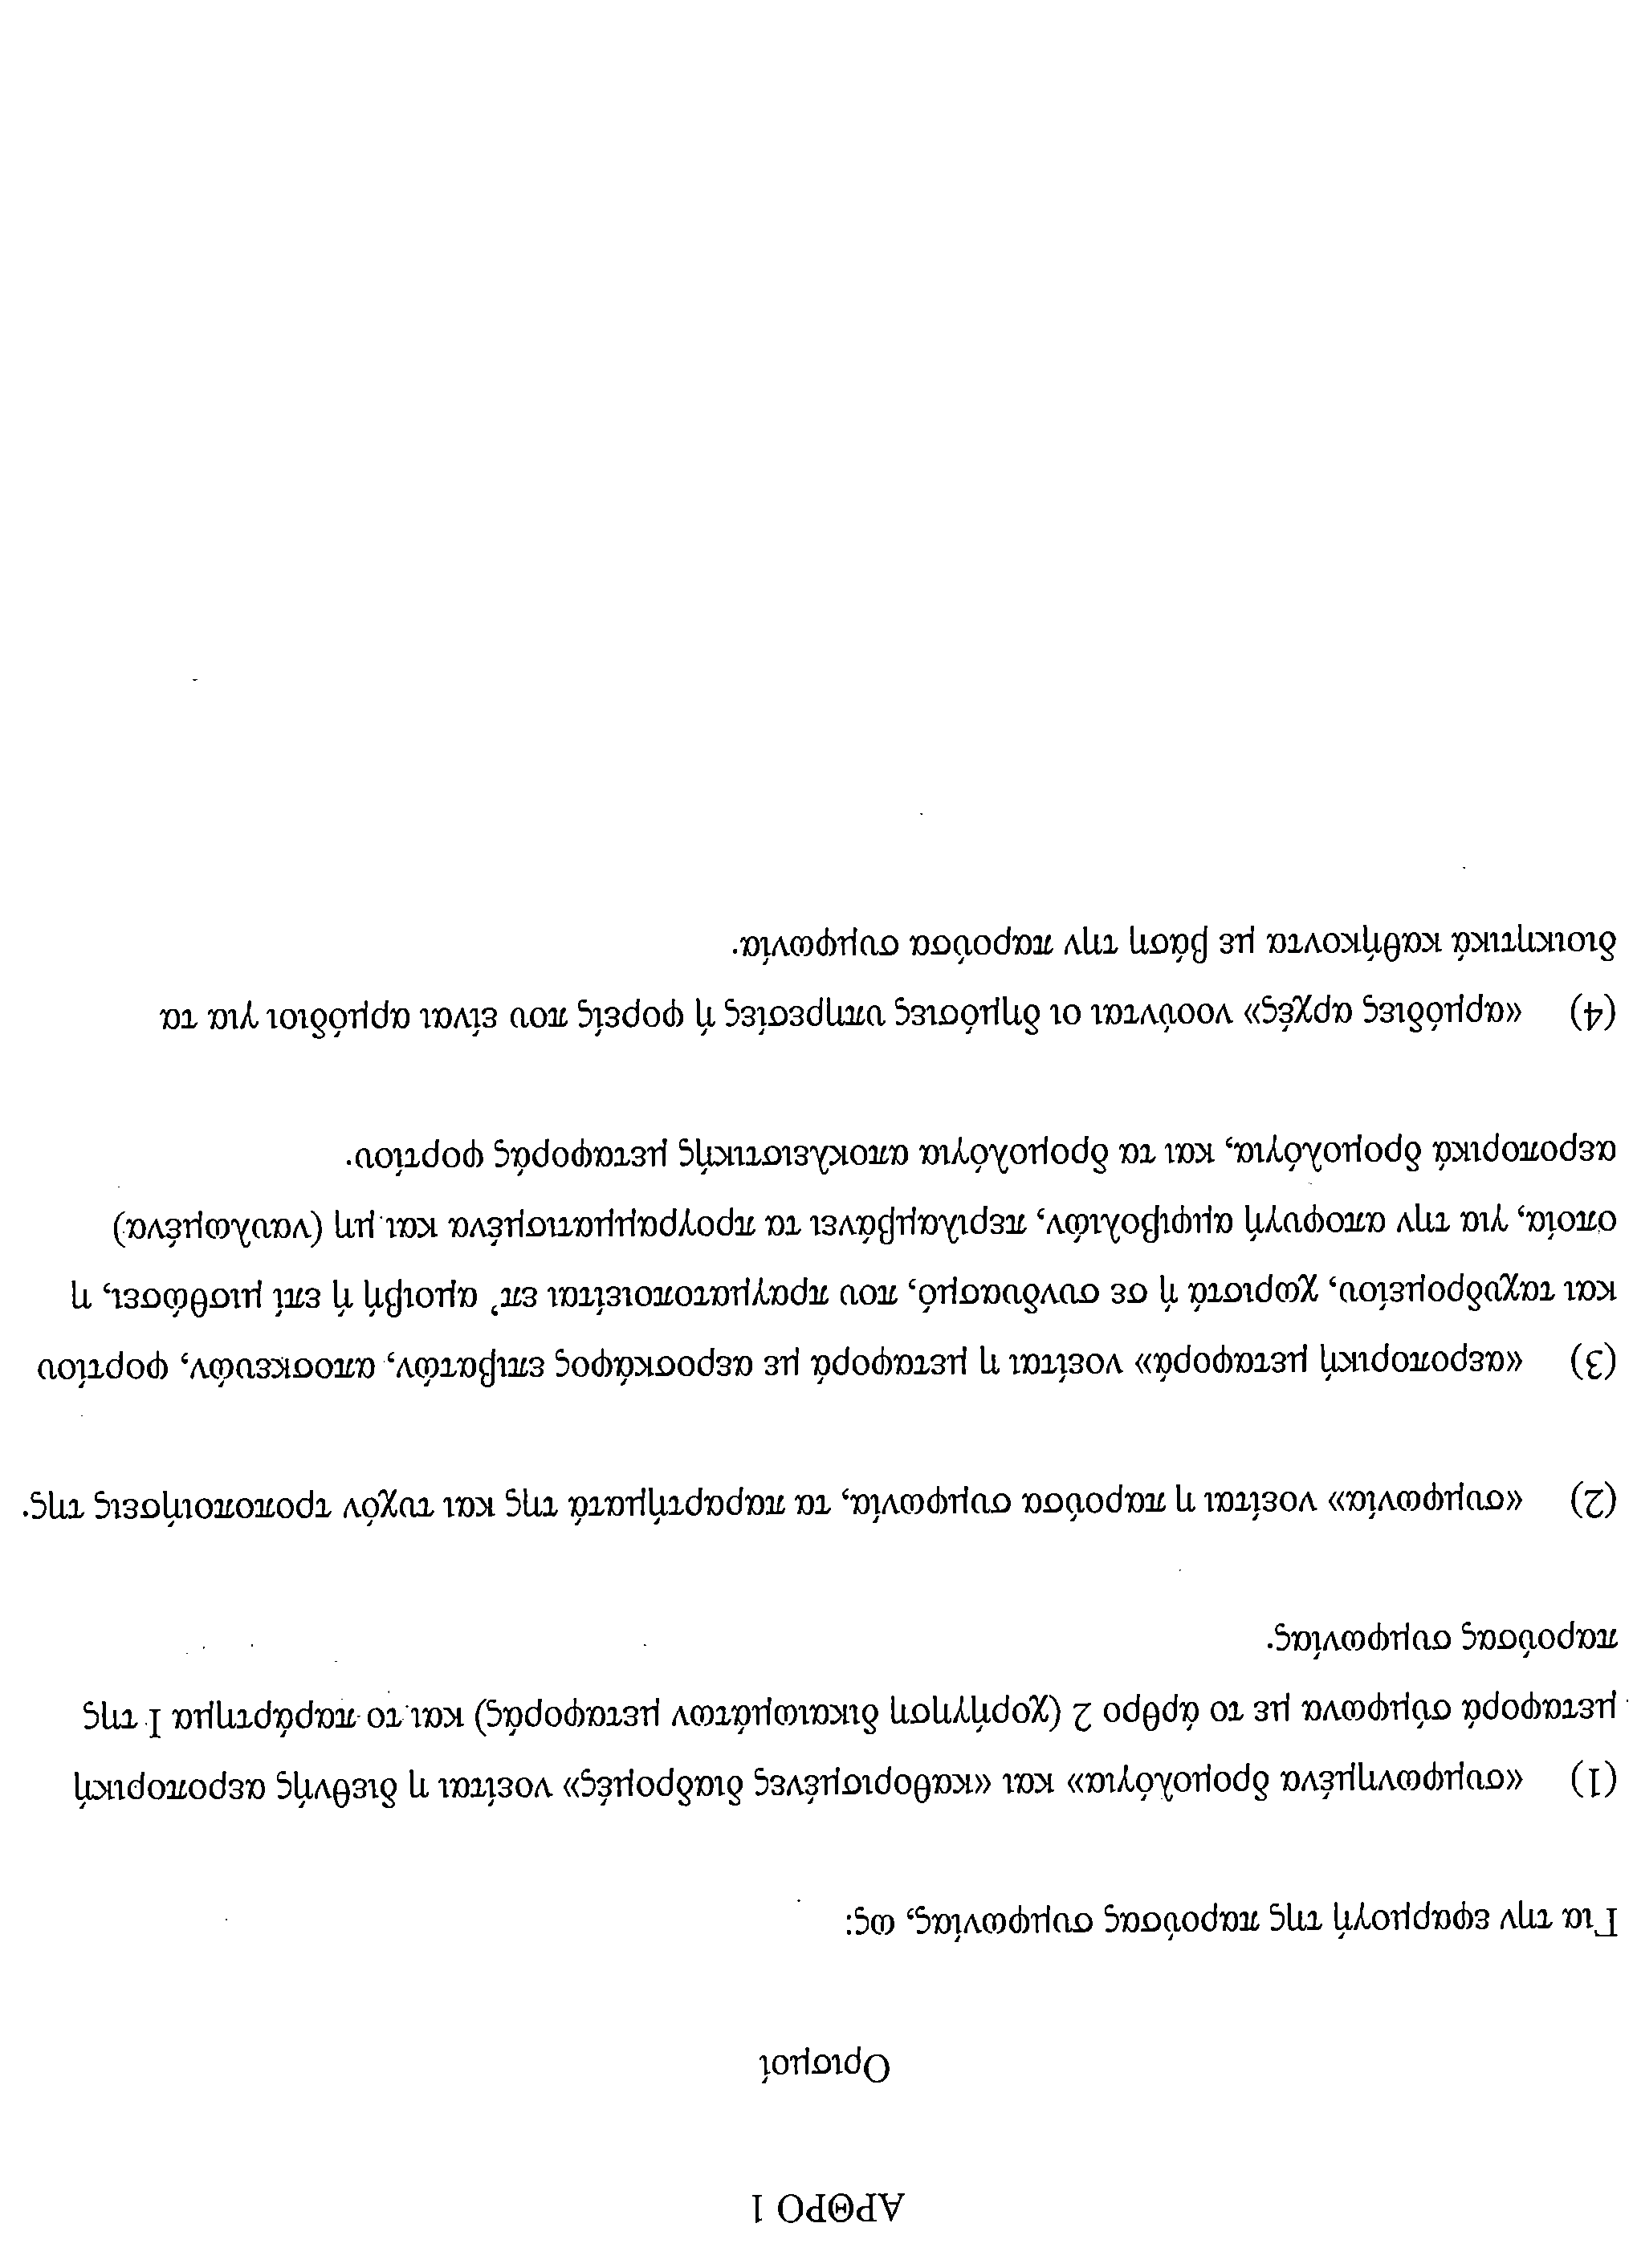 ΑΡΘΡΟ 1
Ορισμοί
Για την εφαρμογή της παρούσας συμφωνίας, ως:
(1) «συμφωνημένα δρομολόγια» και «καθορισμένες διαδρομές» νοείται η διεθνής αεροπορική
μεταφορά σύμφωνα με το άρθρο 2 (χορήγηση δικαιωμάτων μεταφοράς) και το παράρτημα Ι της
παρούσας συμφωνίας.
(2) «συμφωνία» νοείται η παρούσα συμφωνία, τα παραρτήματά της και τυχόν τροποποιήσεις της.
(3) «αεροπορική μεταφορά» νοείται η μεταφορά με αεροσκάφος επιβατών, αποσκευών, φορτίου
και ταχυδρομείου, χωριστά ή σε συνδυασμό, που πραγματοποιείται επ' αμοιβή ή επί μισθώσει, η
οποία, για την αποφυγή αμφιβολιών, περιλαμβάνει τα προγραμματισμένα και μη (ναυλωμένα)
αεροπορικά δρομολόγια, και τα δρομολόγια αποκλειστικής μεταφοράς φορτίου.
(4) «αρμόδιες αρχές» νοούνται οι δημόσιες υπηρεσίες ή φορείς που είναι αρμόδιοι για τα
διοικητικά καθήκοντα με βάση την παρούσα συμφωνία.